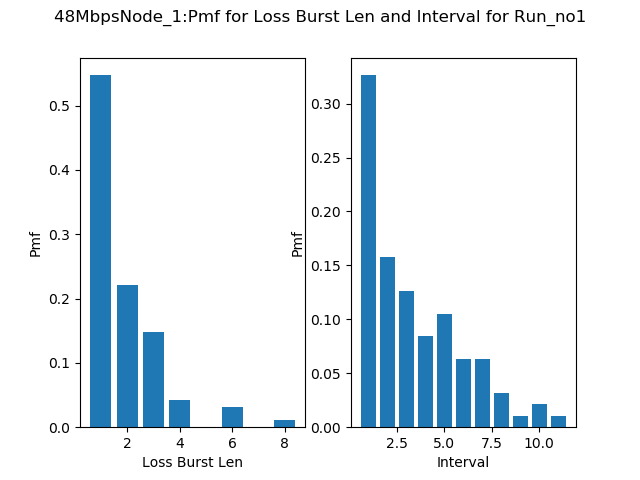 48MbpsNode_1:Pmf for Loss Burst Len and Interval for Run_no1
Pmf
0.5
0.4
0.3
0.2
0.1
0.0
2 4 6 8
Loss Burst Len
Pmf
0.30
0.25
0.20
0.15
0.10
0.05
0.00
2.5 5.0 7.5 10.0
Interval